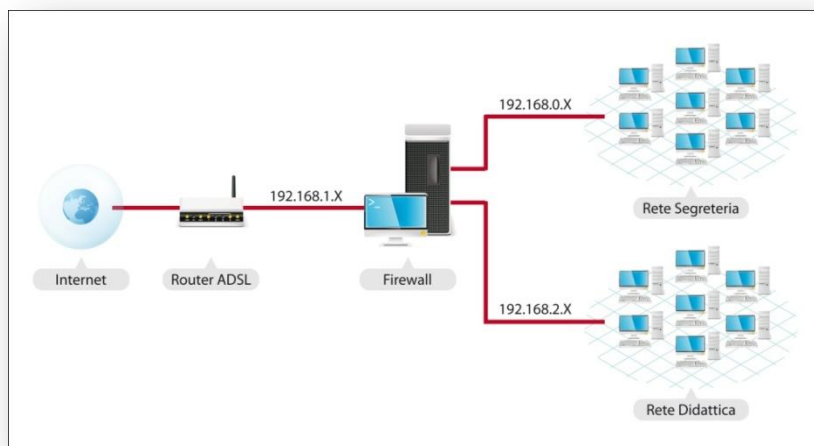 192.168.0.X
Rete Segreteria
192.168.1.X
Internet
Router ADSL
Firewall
192.168.2.X
Rete Didattica